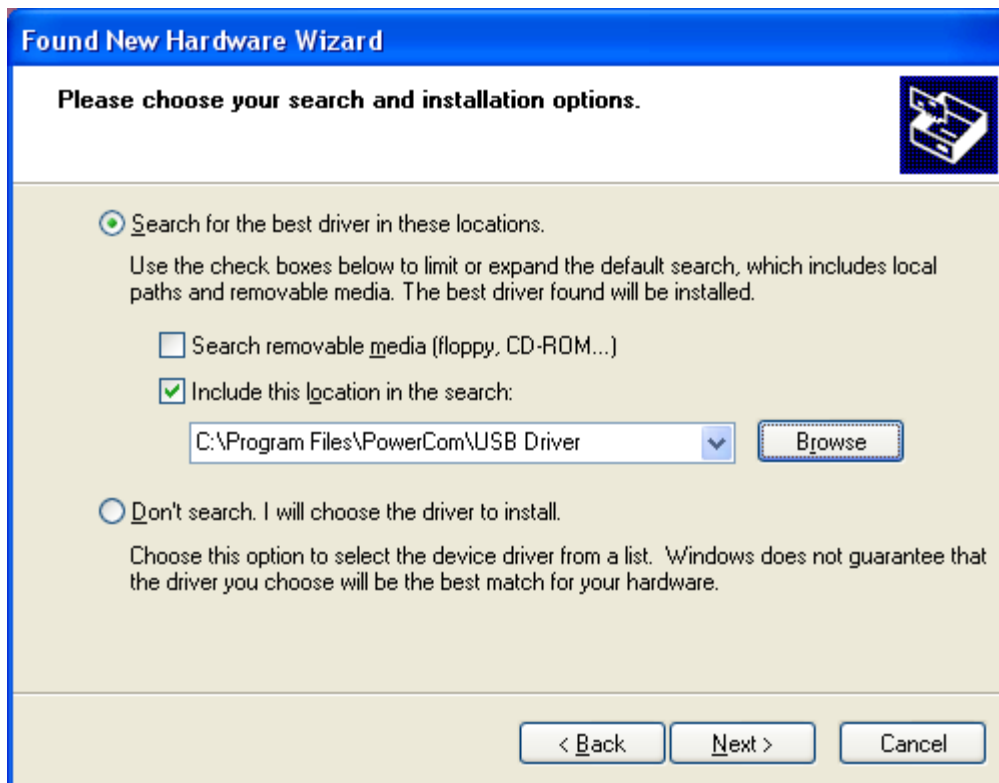 Found New Hardware Wizard
Please choose your search and installation options.
Search for the best driver in these locations.
Use the check boxes below to limit or expand the default search, which includes local
paths and removable media. The best driver found will be installed.
Search removable media (floppy, CD-ROM...)
Include this location in the search:
C:\Program Files\PowerCom\USB Driver
Browse
Don't search. I will choose the driver to install.
Choose this option to select the device driver from a list.  Windows does not guarantee that
the driver you choose will be the best match for your hardware.
< Back
Next >
Cancel